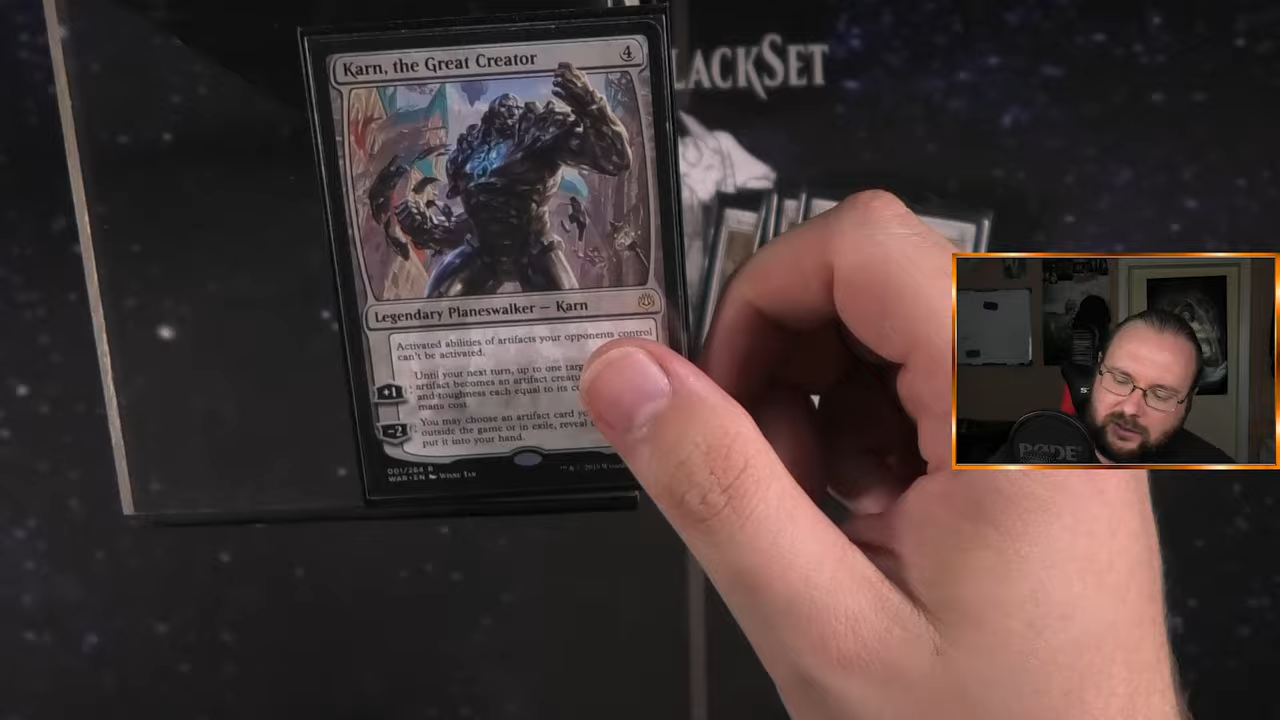 Karn, the Great Creator 4
LACKSET
Legendary Planeswalker — Karn
Activated abilities of artifacts your opponents control
can't be activated.
+1: Until your next turn, up to one
artifact becomes an artifact
and toughness each equal to its
mana cost.
-2: You may choose an artifact card
outside the game or in exile, reveal
put it into your hand.
001/264 R
WAR • EN
™ & 2019
RØDE